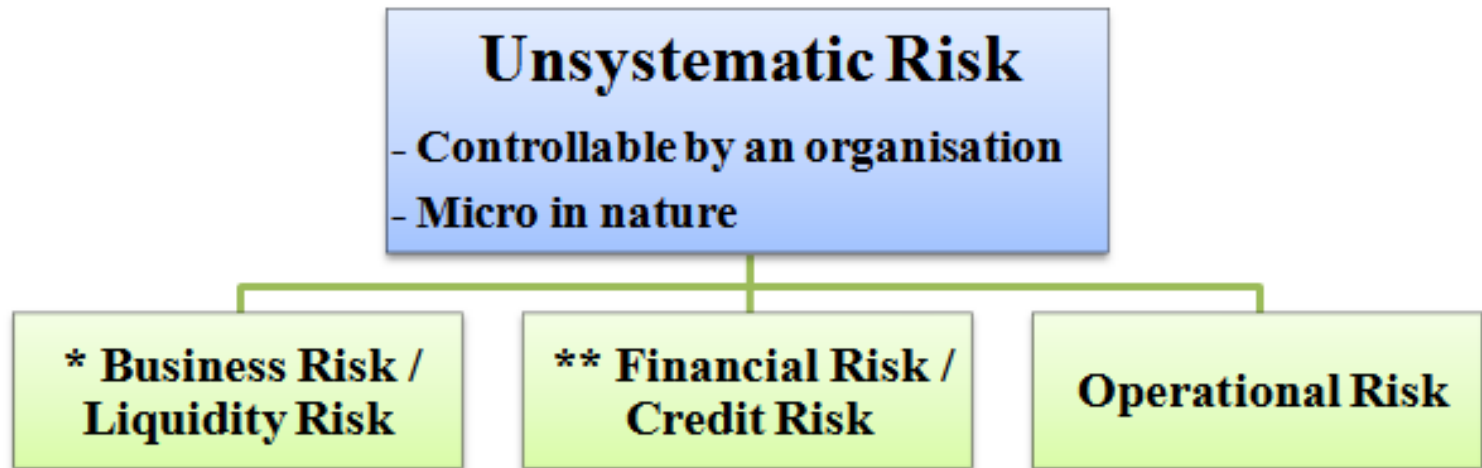 Unsystematic Risk
- Controllable by an organisation
- Micro in nature
* Business Risk /
Liquidity Risk
** Financial Risk /
Credit Risk
Operational Risk